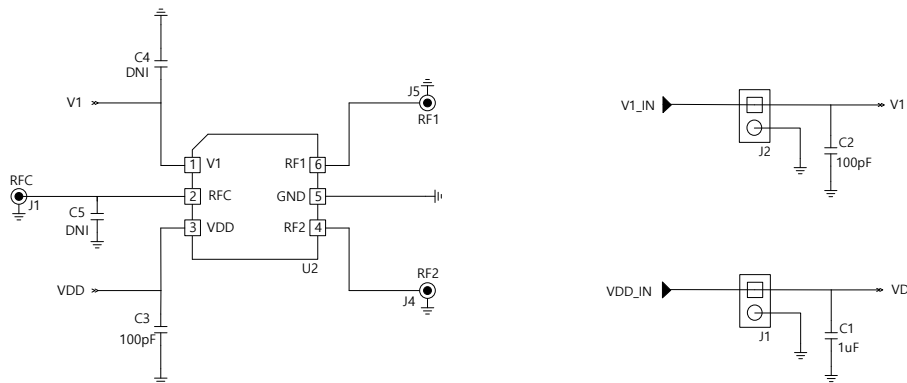 C4
DNI
V1
J5
RF1
V1_IN
V1
J2
C2
100pF
1
V1
RF1
6
RFC
J1
2
RFC
GND
5
C5
DNI
3
VDD
RF2
4
U2
VDD
RF2
J4
C3
100pF
VDD_IN
VD
J1
C1
1uF